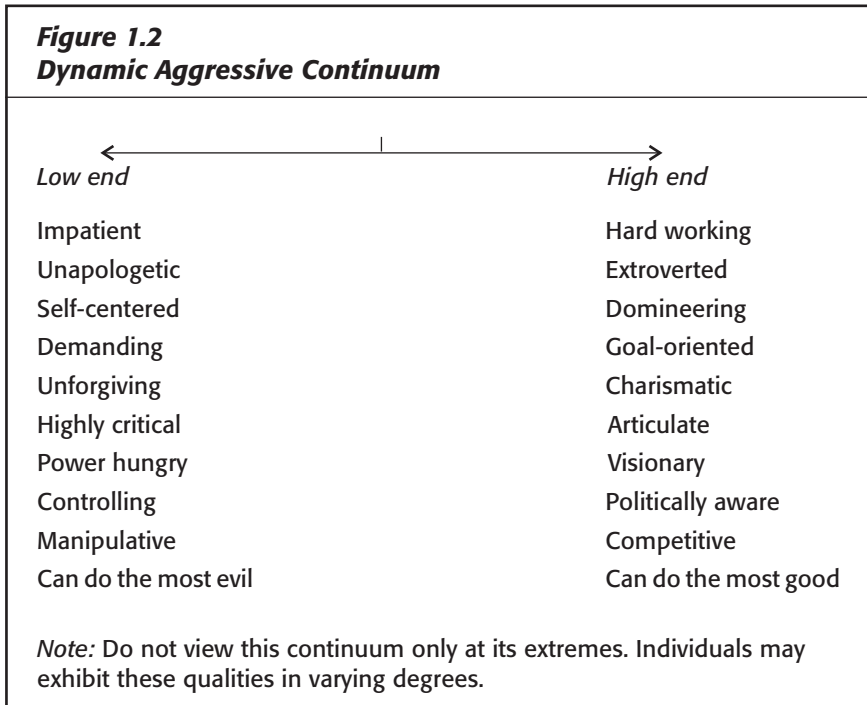 Figure 1.2
Dynamic Aggressive Continuum
Low end
High end
Impatient
Hard working
Unapologetic
Extroverted
Self-centered
Domineering
Demanding
Goal-oriented
Unforgiving
Charismatic
Highly critical
Articulate
Power hungry
Visionary
Controlling
Politically aware
Manipulative
Competitive
Can do the most evil
Can do the most good
Note: Do not view this continuum only at its extremes. Individuals may
exhibit these qualities in varying degrees.